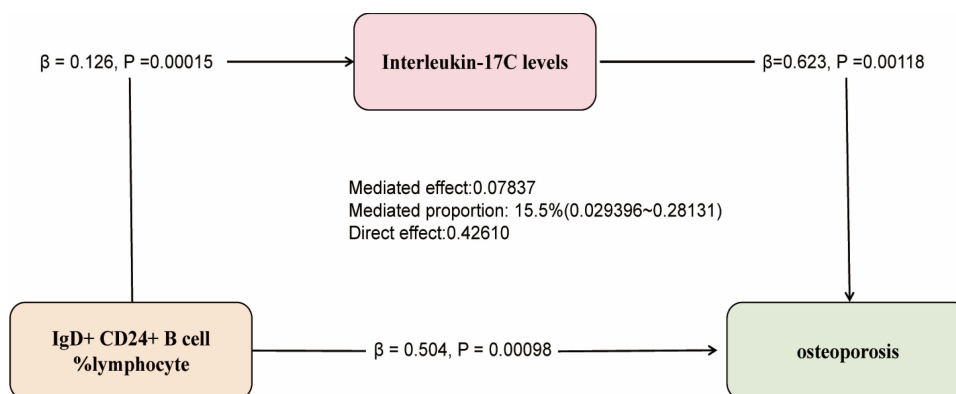 β = 0.126, P =0.00015
Interleukin-17C levels
β=0.623, P =0.00118
Mediated effect:0.07837
Mediated proportion: 15.5%(0.029396~0.28131)
Direct effect:0.42610
IgD+ CD24+ B cell
%lymphocyte
β = 0.504, P = 0.00098
osteoporosis